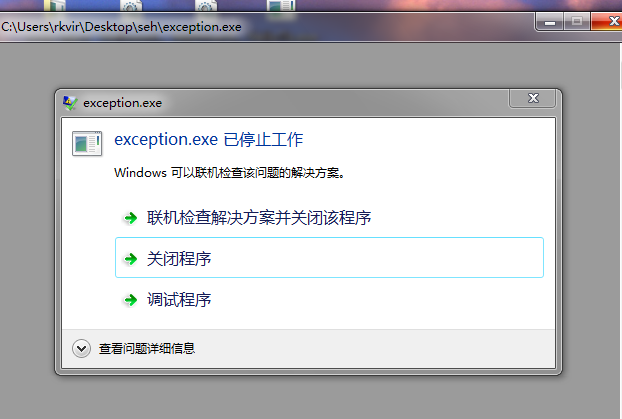 C:\Users\rkvir\Desktop\seh\exception.exe
exception.exe
exception.exe 已停止工作
Windows 可以联机检查该问题的解决方案。
联机检查解决方案并关闭该程序
关闭程序
调试程序
查看问题详细信息